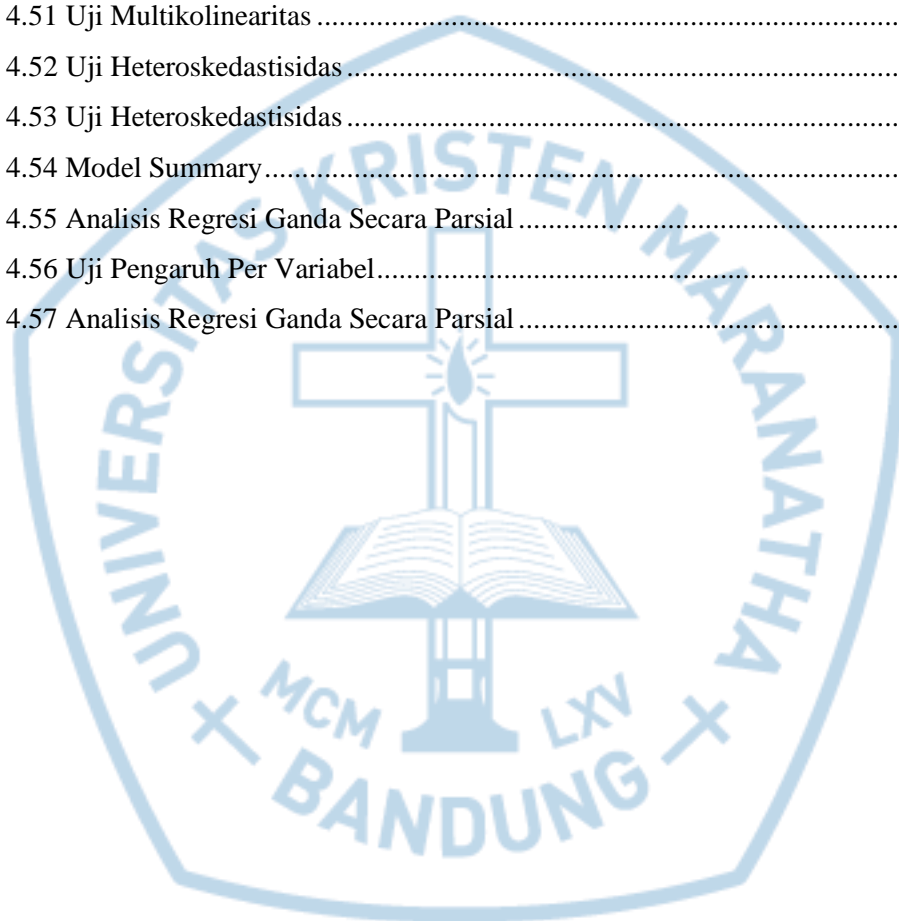 4.51 Uji Multikolinearitas ................................................................................
4.52 Uji Heteroskedastisidas ............................................................................
4.53 Uji Heteroskedastisidas ............................................................................
4.54 Model Summary ........................................................................................
4.55 Analisis Regresi Ganda Secara Parsial ....................................................
4.56 Uji Pengaruh Per Variabel ........................................................................
4.57 Analisis Regresi Ganda Secara Parsial ....................................................
UNIVERSITAS KRISTEN MARANATHA
MCM LXV
BANDUNG